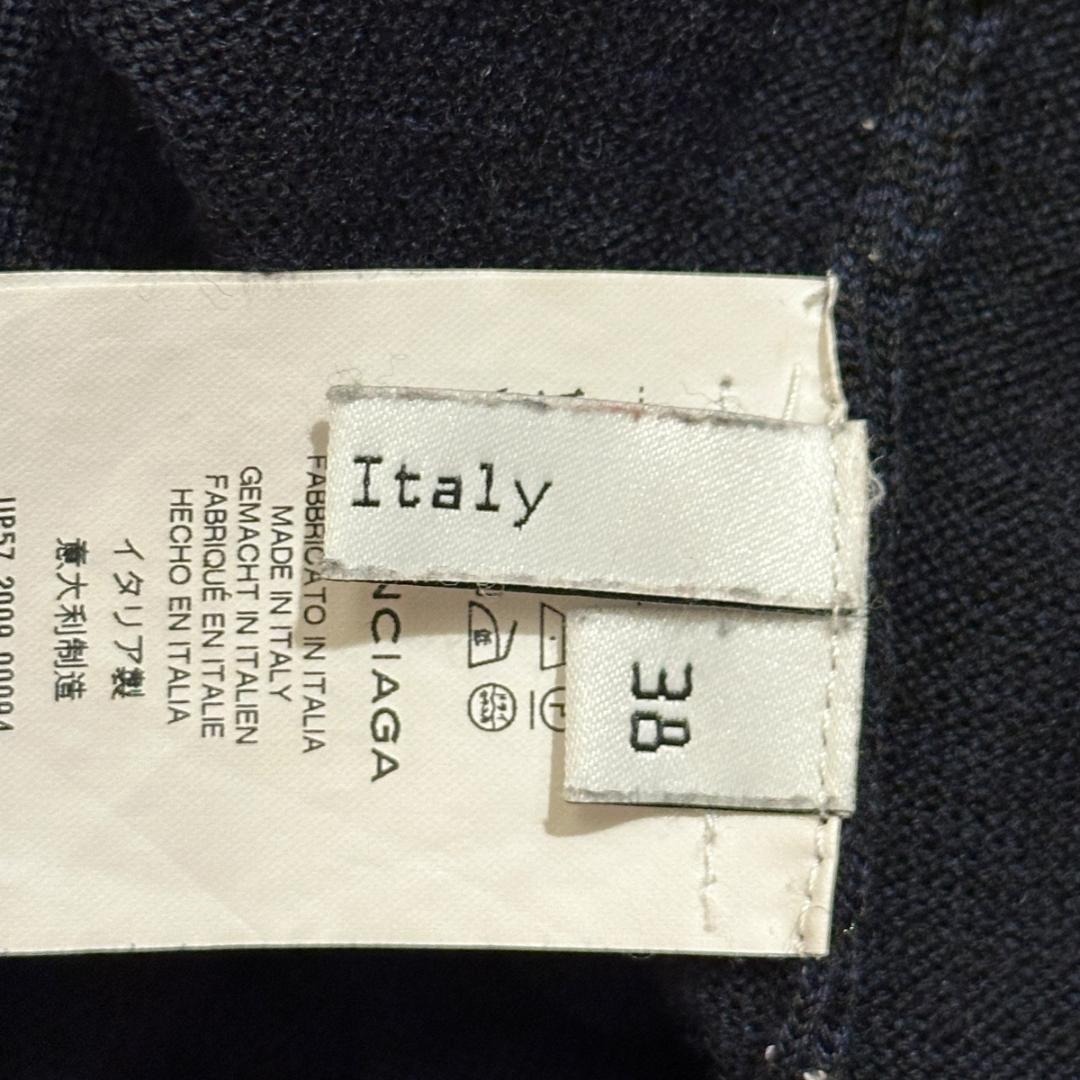 Italy
38
NCIAGA
FABBRICATO IN ITALIA
MADE IN ITALY
GEMACHT IN ITALIEN
FABRIQUÉ EN ITALIE
HECHO EN ITALIA
イタリア製
意大利制造
低